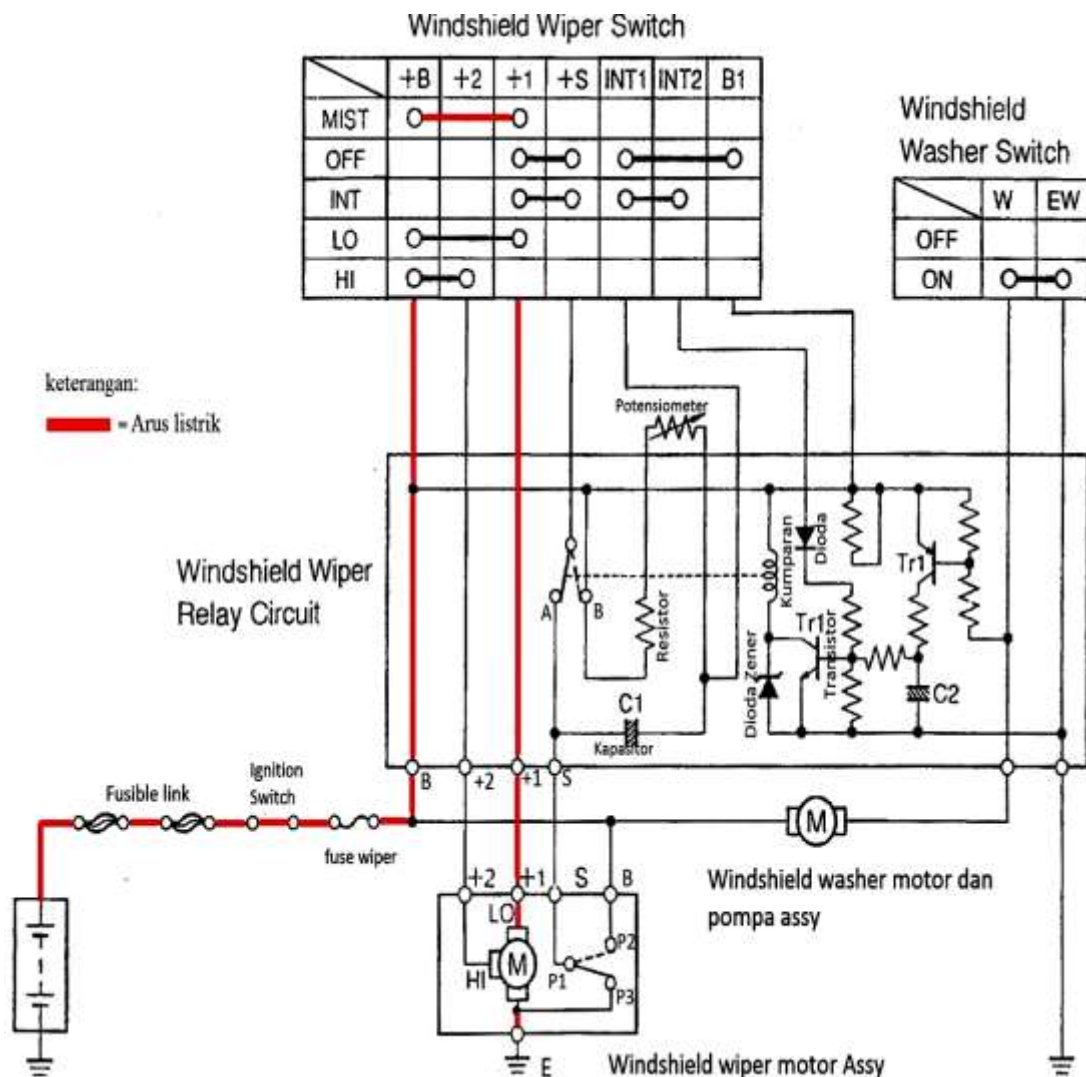 Windshield Wiper Switch
+B +2 +1 +S INT1 INT2 B1
MIST
OFF
INT
LO
HI
Windshield
Washer Switch
W EW
OFF
ON
keterangan:
= Arus listrik
Potensiometer
Windshield Wiper
Relay Circuit
A B
Resistor
Kumparan
Dioda
Tr1
Tr1
Transistor
Dioda Zener
C1
Kapasitor
C2
B +2 +1 S
Fusible link
Ignition
Switch
fuse wiper
M
Windshield washer motor dan
pompa assy
+2 +1 S B
LO
HI
M
P1
P2
P3
E
Windshield wiper motor Assy